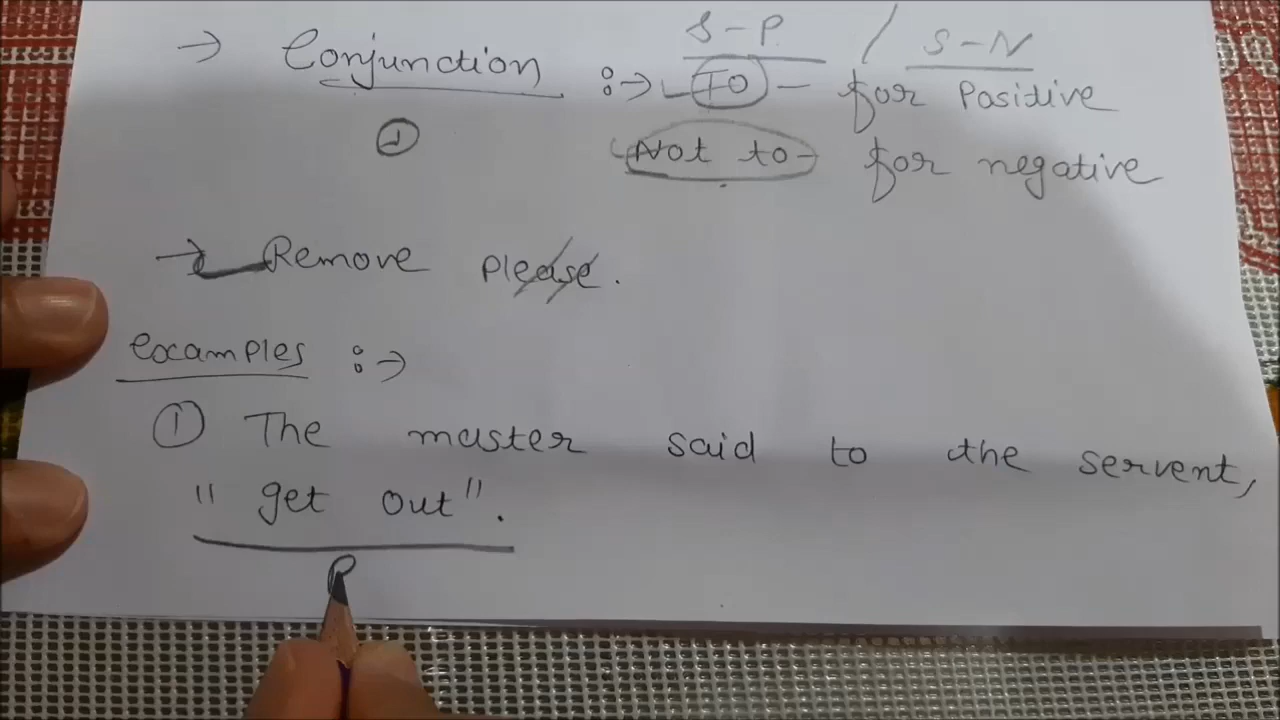 S-P / S-N
→ Conjunction :→ TO - for Positive
① Not to - for negative
→ Remove please.
examples :→
① The master said to the servent,
"get out".
P